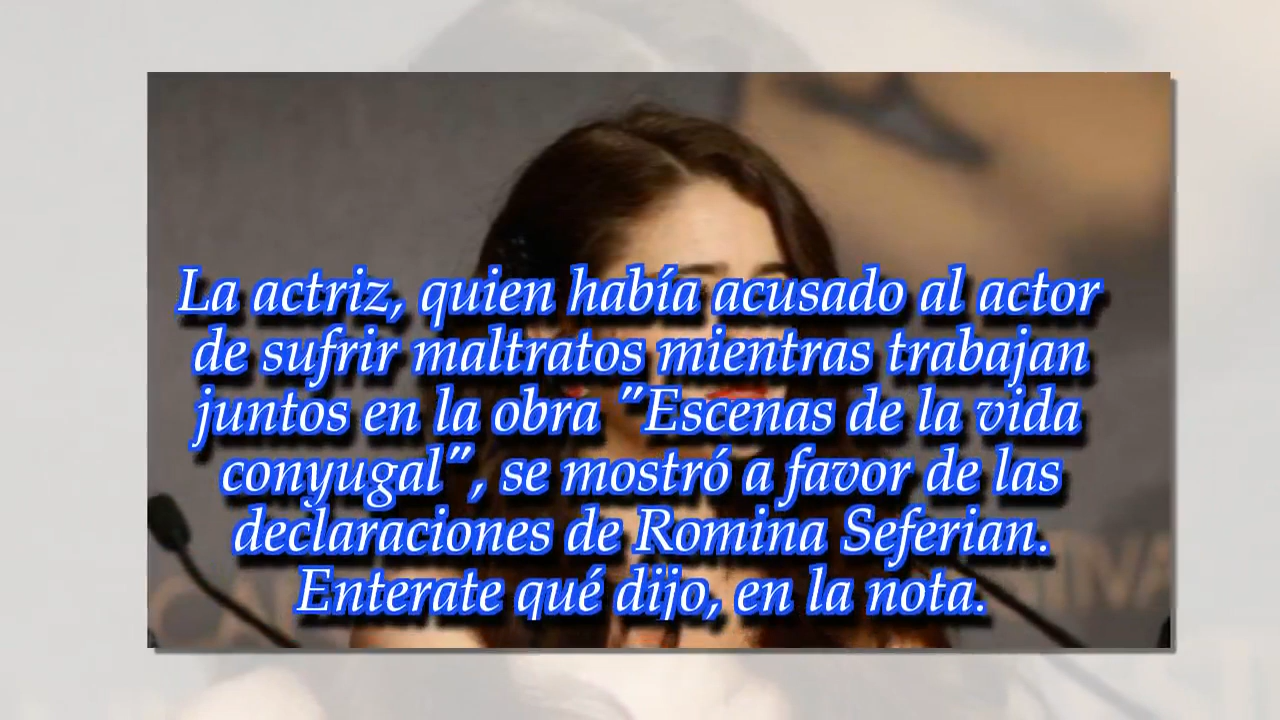 La actriz, quien había acusado al actor
de sufrir maltratos mientras trabajan
juntos en la obra "Escenas de la vida
conyugal", se mostró a favor de las
declaraciones de Romina Seferian.
Enterate qué dijo, en la nota.